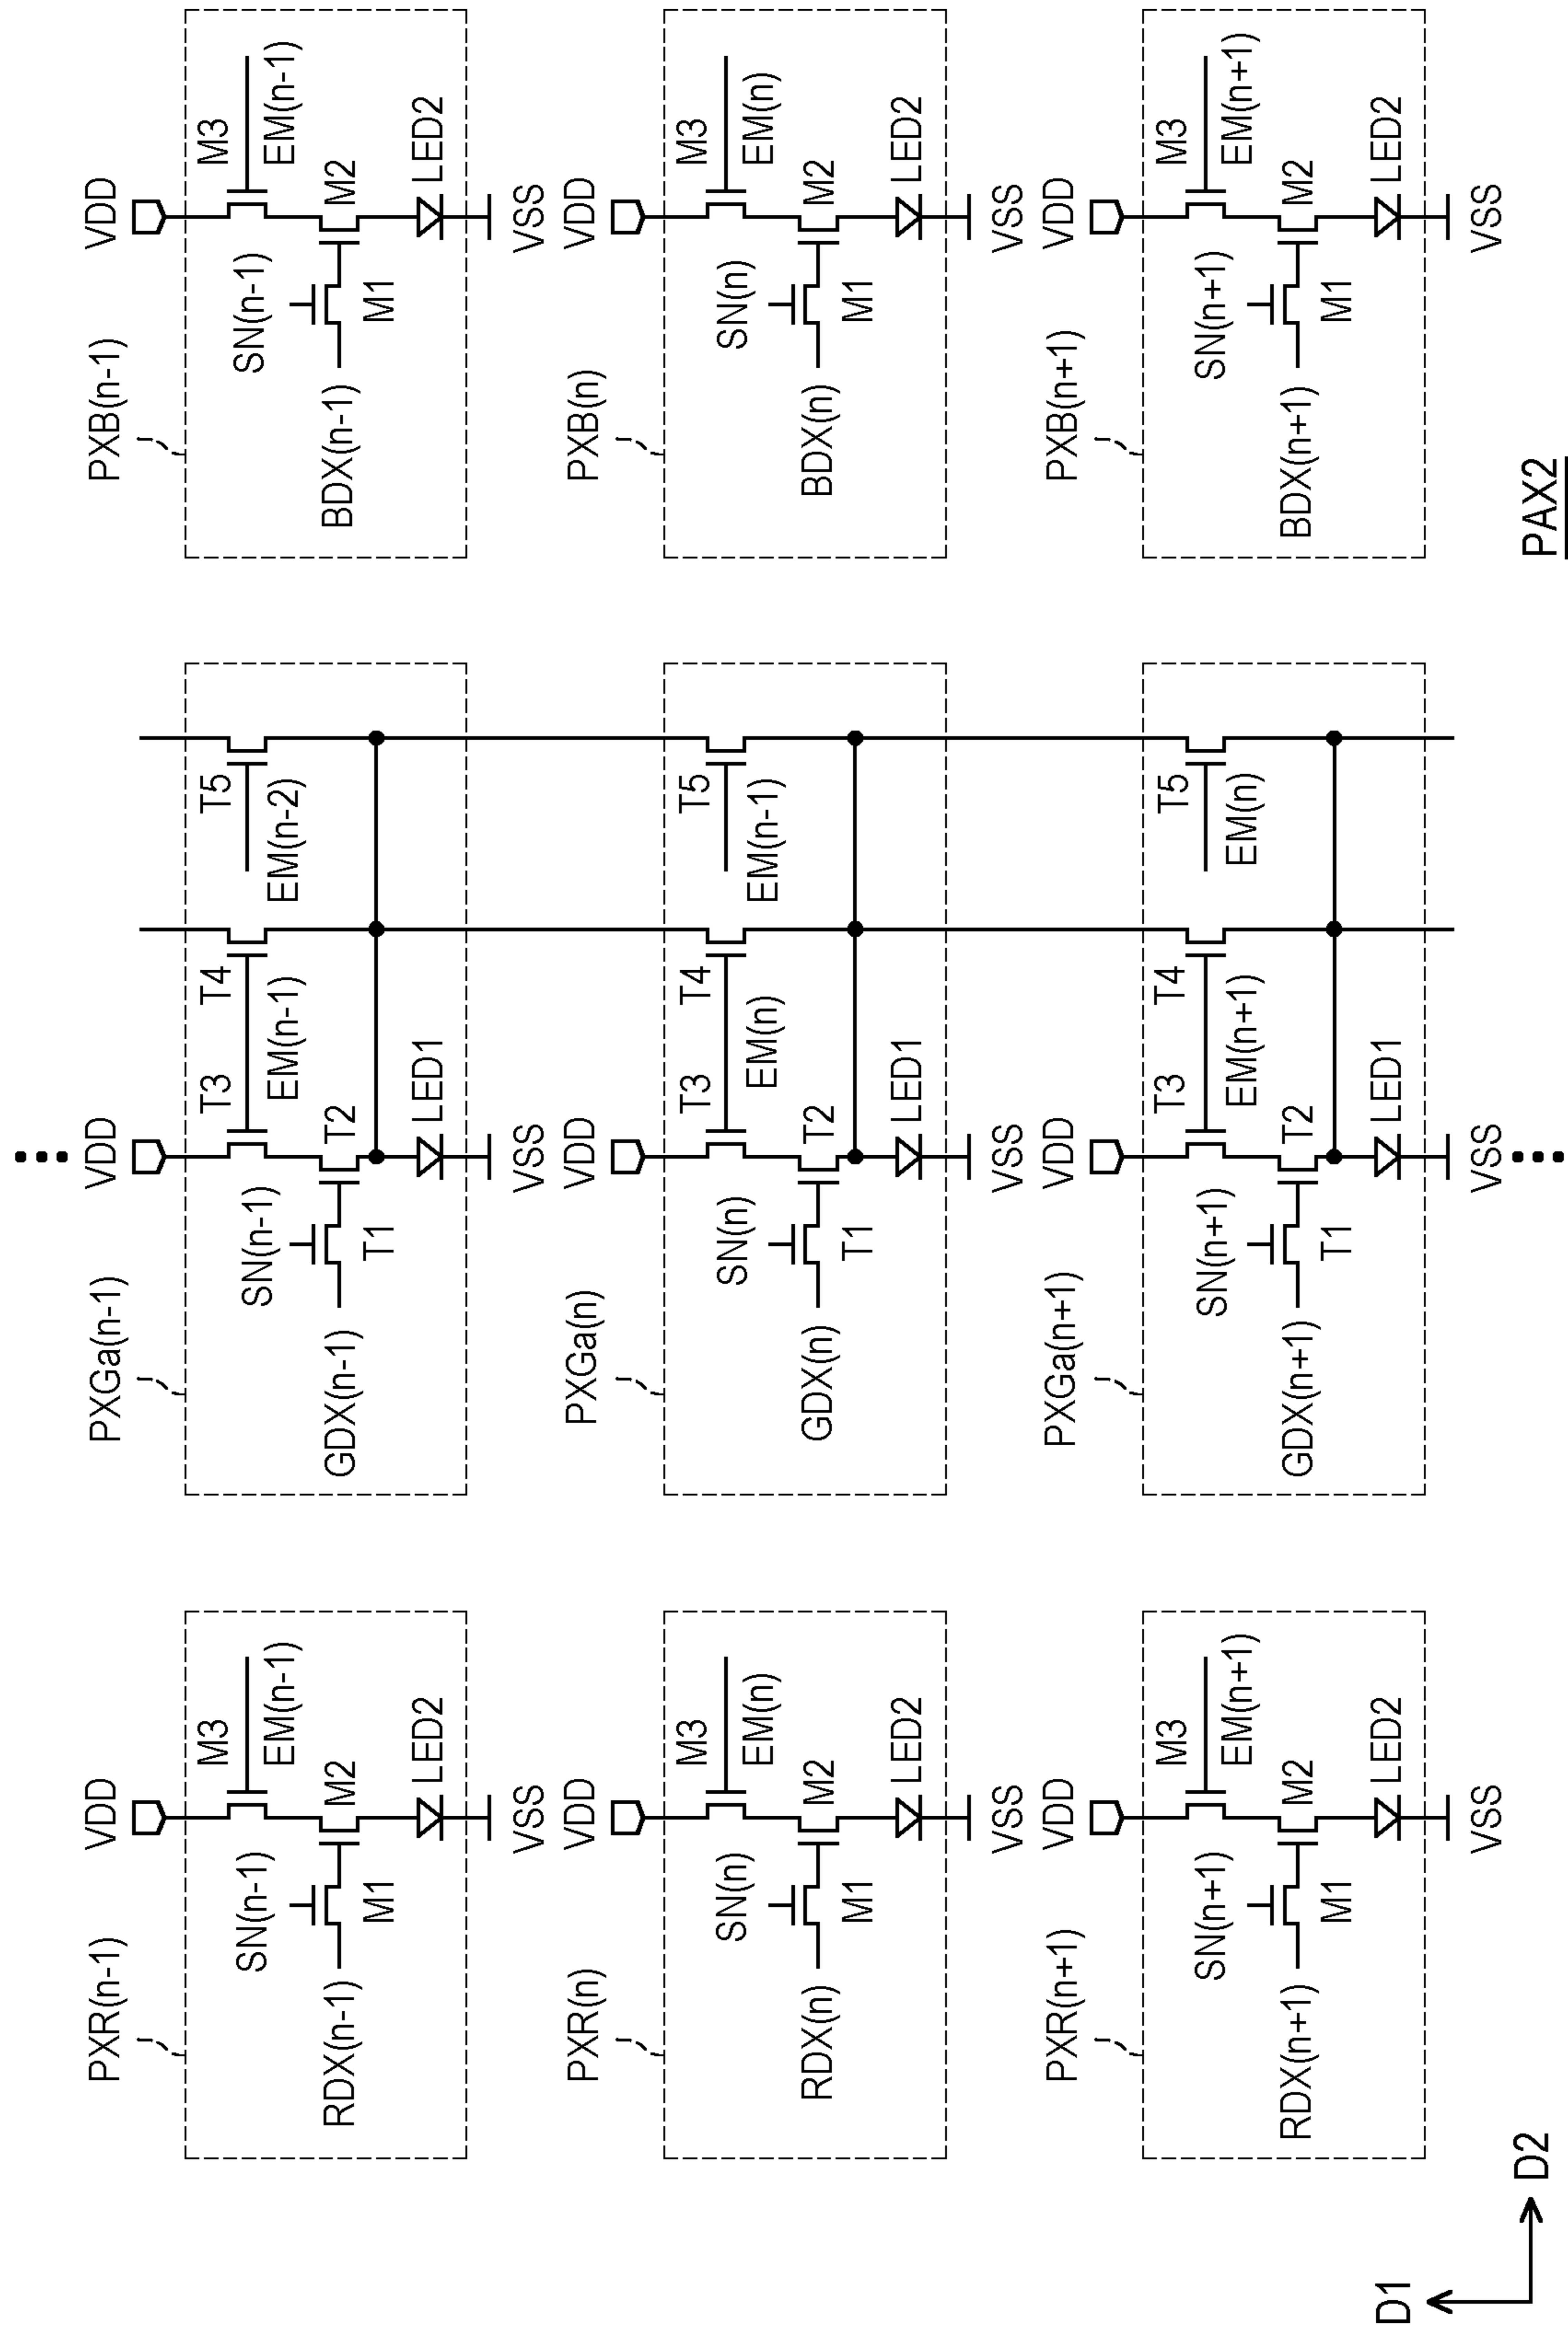 PXR(n-1)
VDD
M3
EM(n-1)
SN(n-1)
M2
RDX(n-1)
M1
LED2
VSS
PXGa(n-1)
VDD
T3
T4
T5
EM(n-1)
EM(n-2)
SN(n-1)
T2
GDX(n-1)
T1
LED1
VSS
PXB(n-1)
VDD
M3
EM(n-1)
SN(n-1)
M2
BDX(n-1)
M1
LED2
VSS
PXR(n)
VDD
M3
EM(n)
SN(n)
M2
RDX(n)
M1
LED2
VSS
PXGa(n)
VDD
T3
T4
T5
EM(n)
EM(n-1)
SN(n)
T2
GDX(n)
T1
LED1
VSS
PXB(n)
VDD
M3
EM(n)
SN(n)
M2
BDX(n)
M1
LED2
VSS
PXR(n+1)
VDD
M3
EM(n+1)
SN(n+1)
M2
RDX(n+1)
M1
LED2
VSS
PXGa(n+1)
VDD
T3
T4
T5
EM(n+1)
EM(n)
SN(n+1)
T2
GDX(n+1)
T1
LED1
VSS
PXB(n+1)
VDD
M3
EM(n+1)
SN(n+1)
M2
BDX(n+1)
M1
LED2
VSS
D1
D2
PAX2